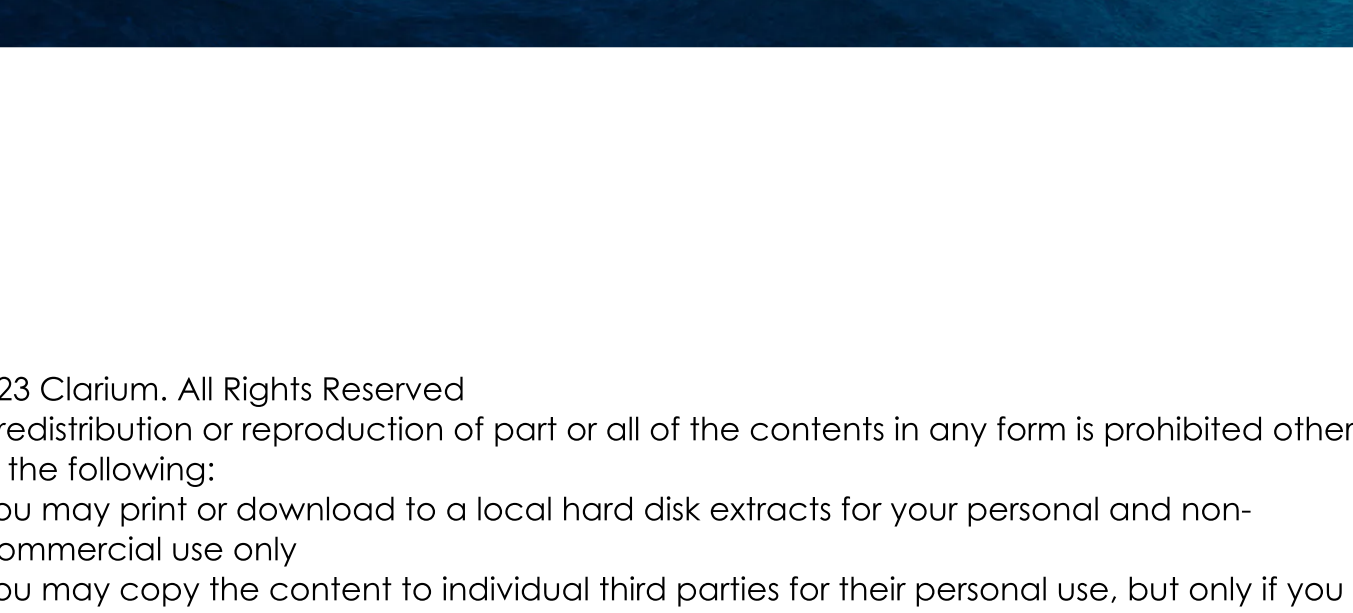 23 Clarium. All Rights Reserved
redistribution or reproduction of part or all of the contents in any form is prohibited other
the following:
ou may print or download to a local hard disk extracts for your personal and non-
ommercial use only
ou may copy the content to individual third parties for their personal use, but only if you